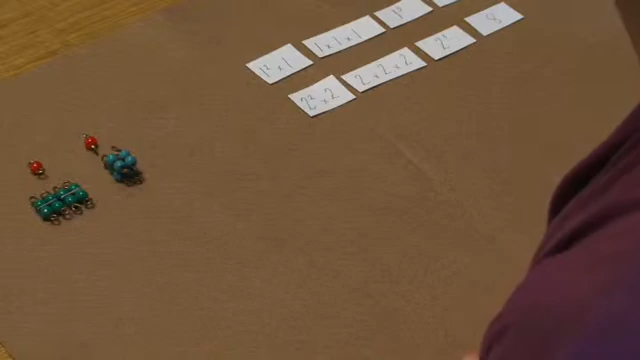 1² × 1
1 × 1 × 1
1³
2² × 2
2 × 2 × 2
2³
8